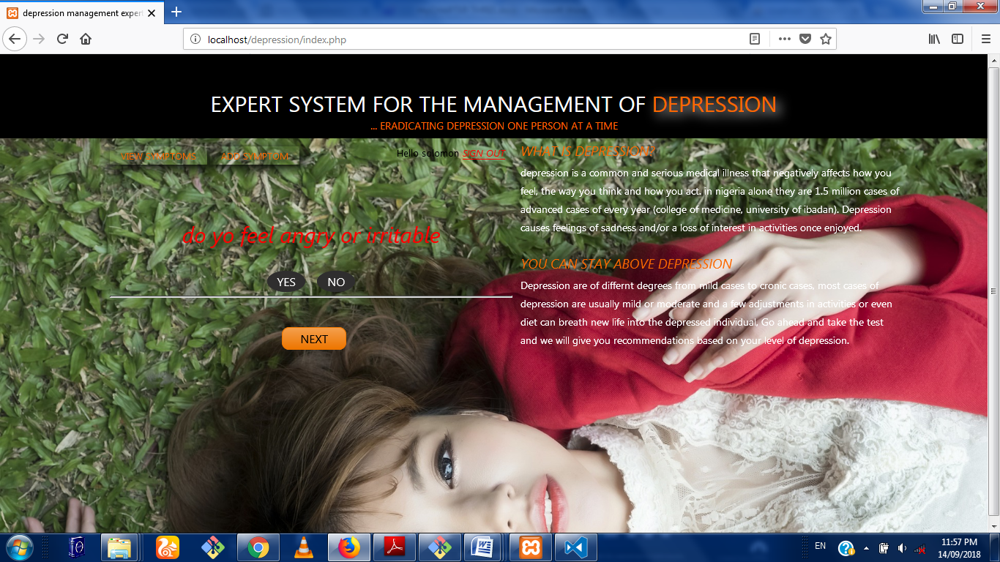 depression management exper
localhost/depression/index.php
EXPERT SYSTEM FOR THE MANAGEMENT OF DEPRESSION
... ERADICATING DEPRESSION ONE PERSON AT A TIME
VIEW SYMPTOMS ADD SYMPTOM
Hello solomon SIGN OUT
do yo feel angry or irritable
YES NO
NEXT
WHAT IS DEPRESSION?
depression is a common and serious medical illness that negatively affects how you
feel, the way you think and how you act. in nigeria alone they are 1.5 million cases of
advanced cases of every year (college of medicine, university of ibadan). Depression
causes feelings of sadness and/or a loss of interest in activities once enjoyed.
YOU CAN STAY ABOVE DEPRESSION
Depression are of differnt degrees from mild cases to cronic cases, most cases of
depression are usually mild or moderate and a few adjustments in activities or even
diet can breath new life into the depressed individual, Go ahead and take the test
and we will give you recommendations based on your level of depression.
EN
11:57 PM
14/09/2018